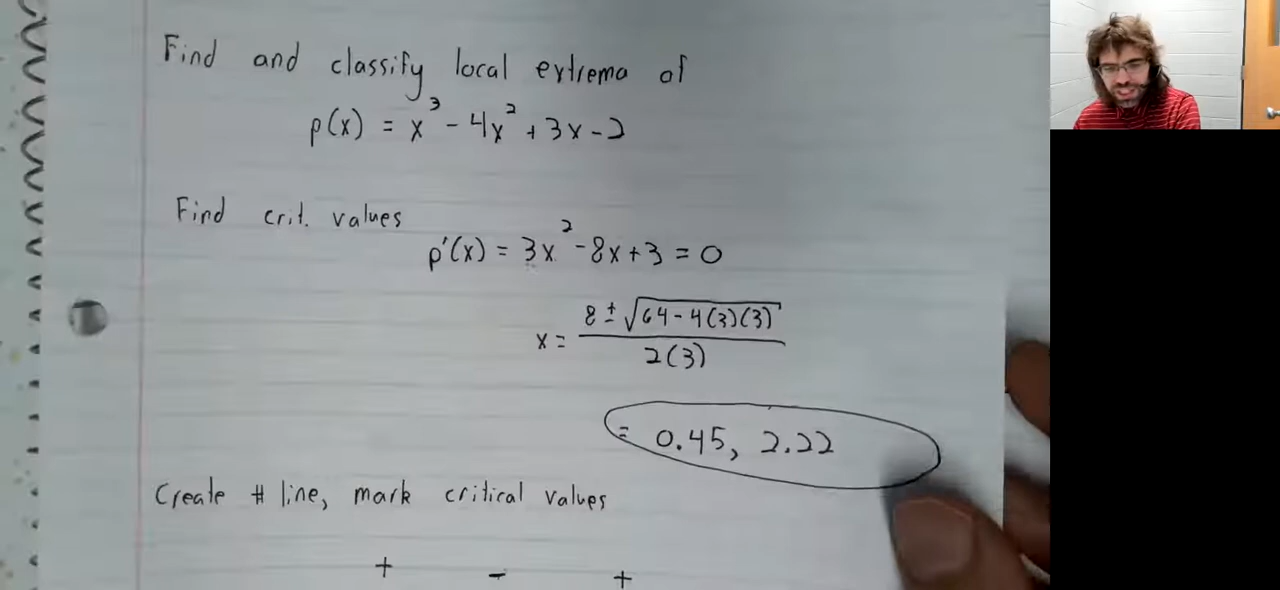 Find and classify local extrema of
p(x) = x³ - 4x² + 3x - 2
Find crit. values
p'(x) = 3x² - 8x + 3 = 0
x = (8 ± √(64 - 4(3)(3))) / 2(3)
= 0.45, 2.22
Create # line, mark critical values
+ - +